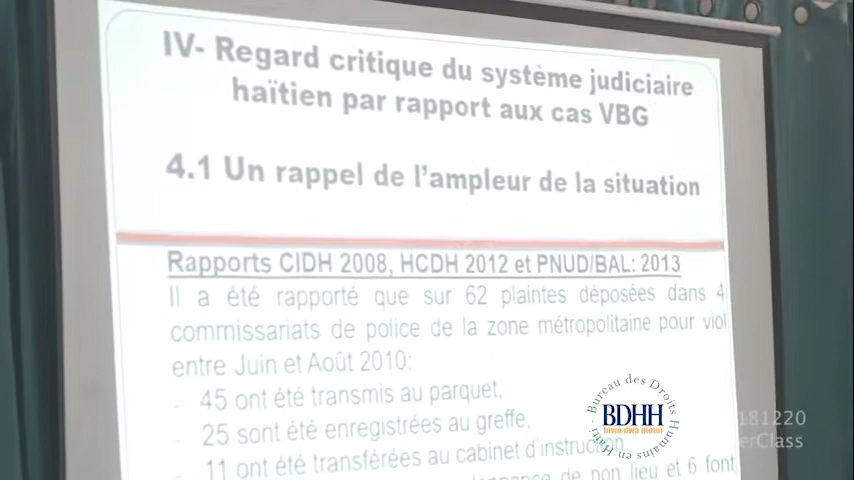 IV- Regard critique du système judiciaire
haïtien par rapport aux cas VBG
4.1 Un rappel de l'ampleur de la situation
Rapports CIDH 2008, HCDH 2012 et PNUD/BAL: 2013
Il a été rapporté que sur 62 plaintes déposées dans 4
commissariats de police de la zone métropolitaine pour viol
entre Juin et Août 2010:
- 45 ont été transmis au parquet,
- 25 sont été enregistrées au greffe,
- 11 ont été transférées au cabinet d'instruction,
de non lieu et 6 font
Bureau des Droits Humains en Haïti
BDHH
biwo dwa moun
181220
erClass